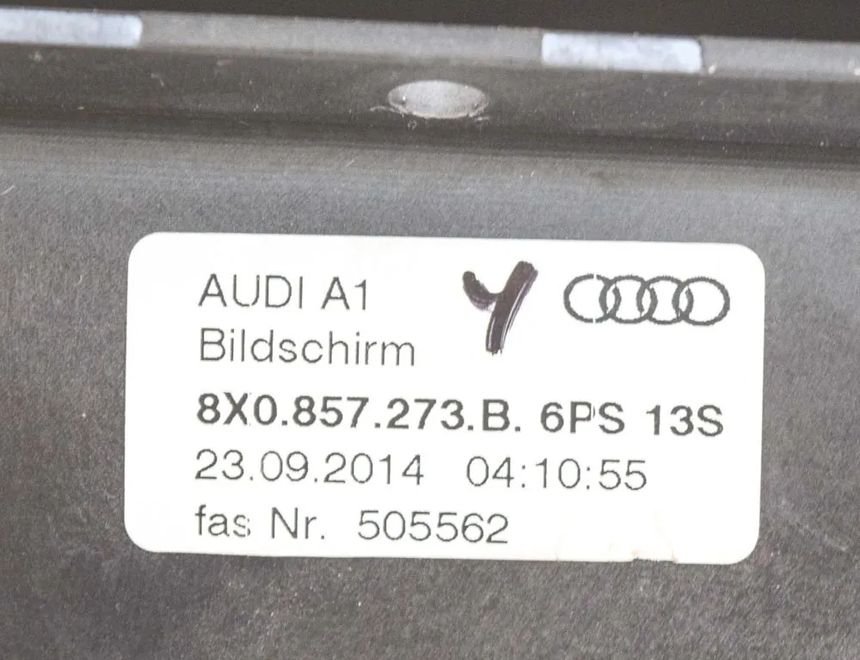 AUDI A1
Bildschirm
8X0.857.273.B. 6PS 13S
23.09.2014 04:10:55
fas Nr. 505562